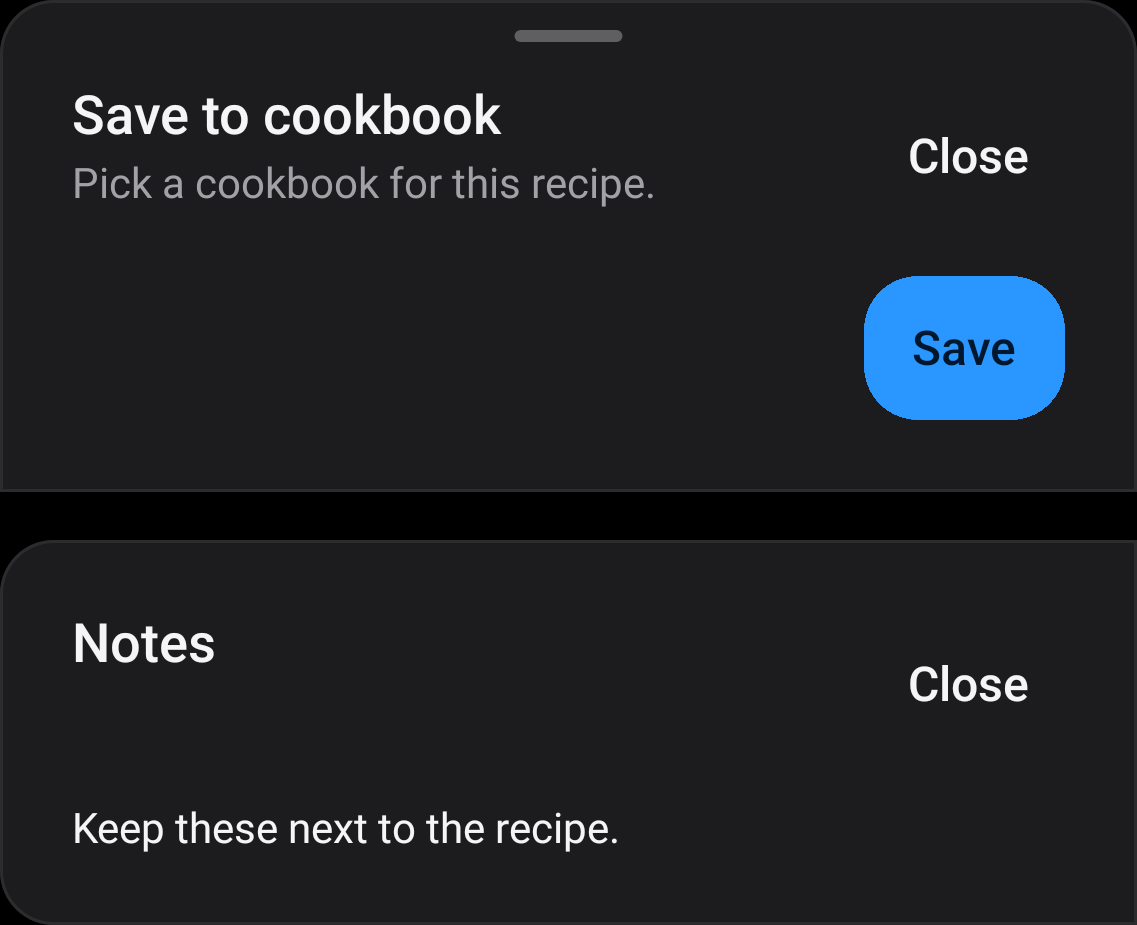 Save to cookbook
Pick a cookbook for this recipe.
Close
Save
Notes
Close
Keep these next to the recipe.